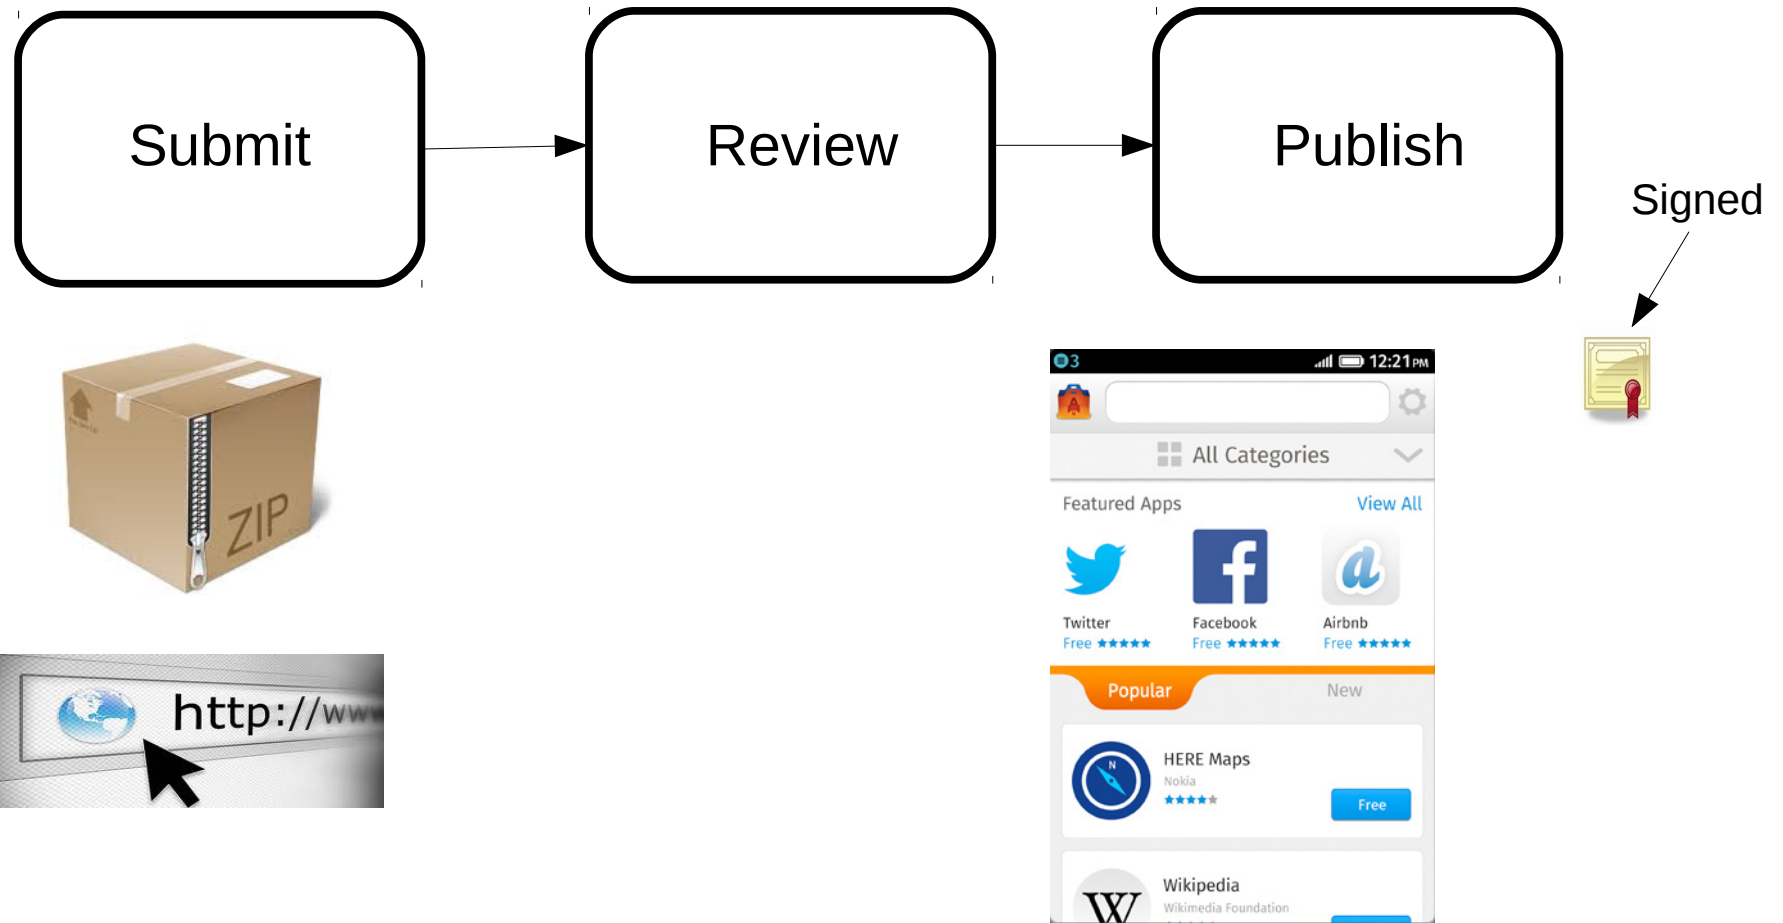 Submit
Review
Publish
Signed
ZIP
http://www
3
12:21 PM
All Categories
Featured Apps
View All
Twitter
Free
Facebook
Free
Airbnb
Free
Popular
New
HERE Maps
Nokia
Free
Wikipedia
Wikimedia Foundation